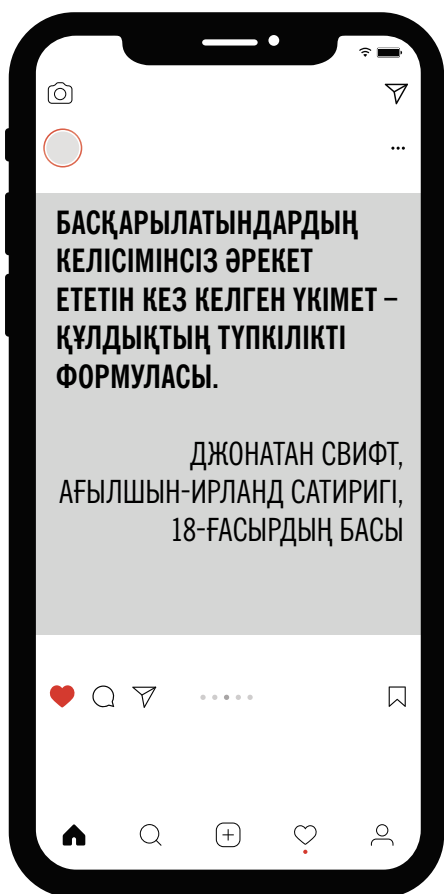 БАСҚАРЫЛАТЫНДАРДЫҢ
КЕЛІСІМІНСІЗ ӘРЕКЕТ
ЕТЕТІН КЕЗ КЕЛГЕН ҮКІМЕТ –
ҚҰЛДЫҚТЫҢ ТҮПКІЛІКТІ
ФОРМУЛАСЫ.
ДЖОНАТАН СВИФТ,
АҒЫЛШЫН-ИРЛАНД САТИРИГІ,
18-ҒАСЫРДЫҢ БАСЫ